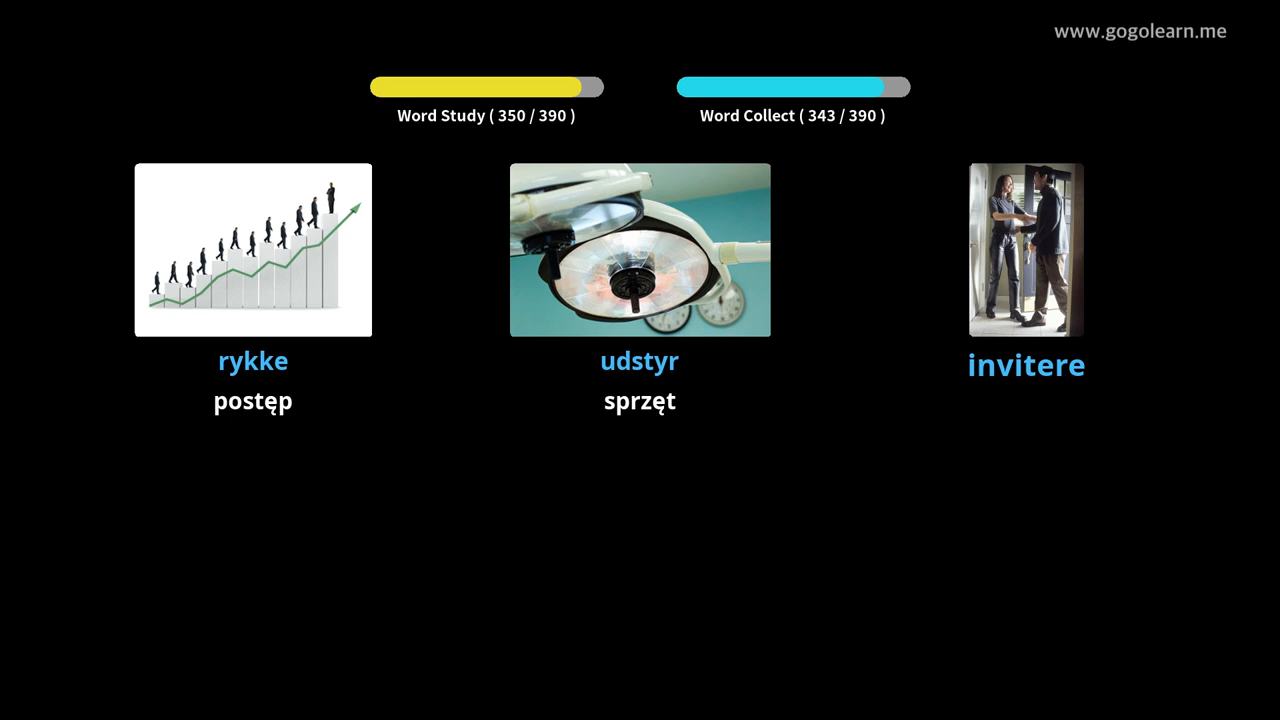 www.gogolearn.me
Word Study ( 350 / 390 )
Word Collect ( 343 / 390 )
rykke
postęp
udstyr
sprzęt
invitere